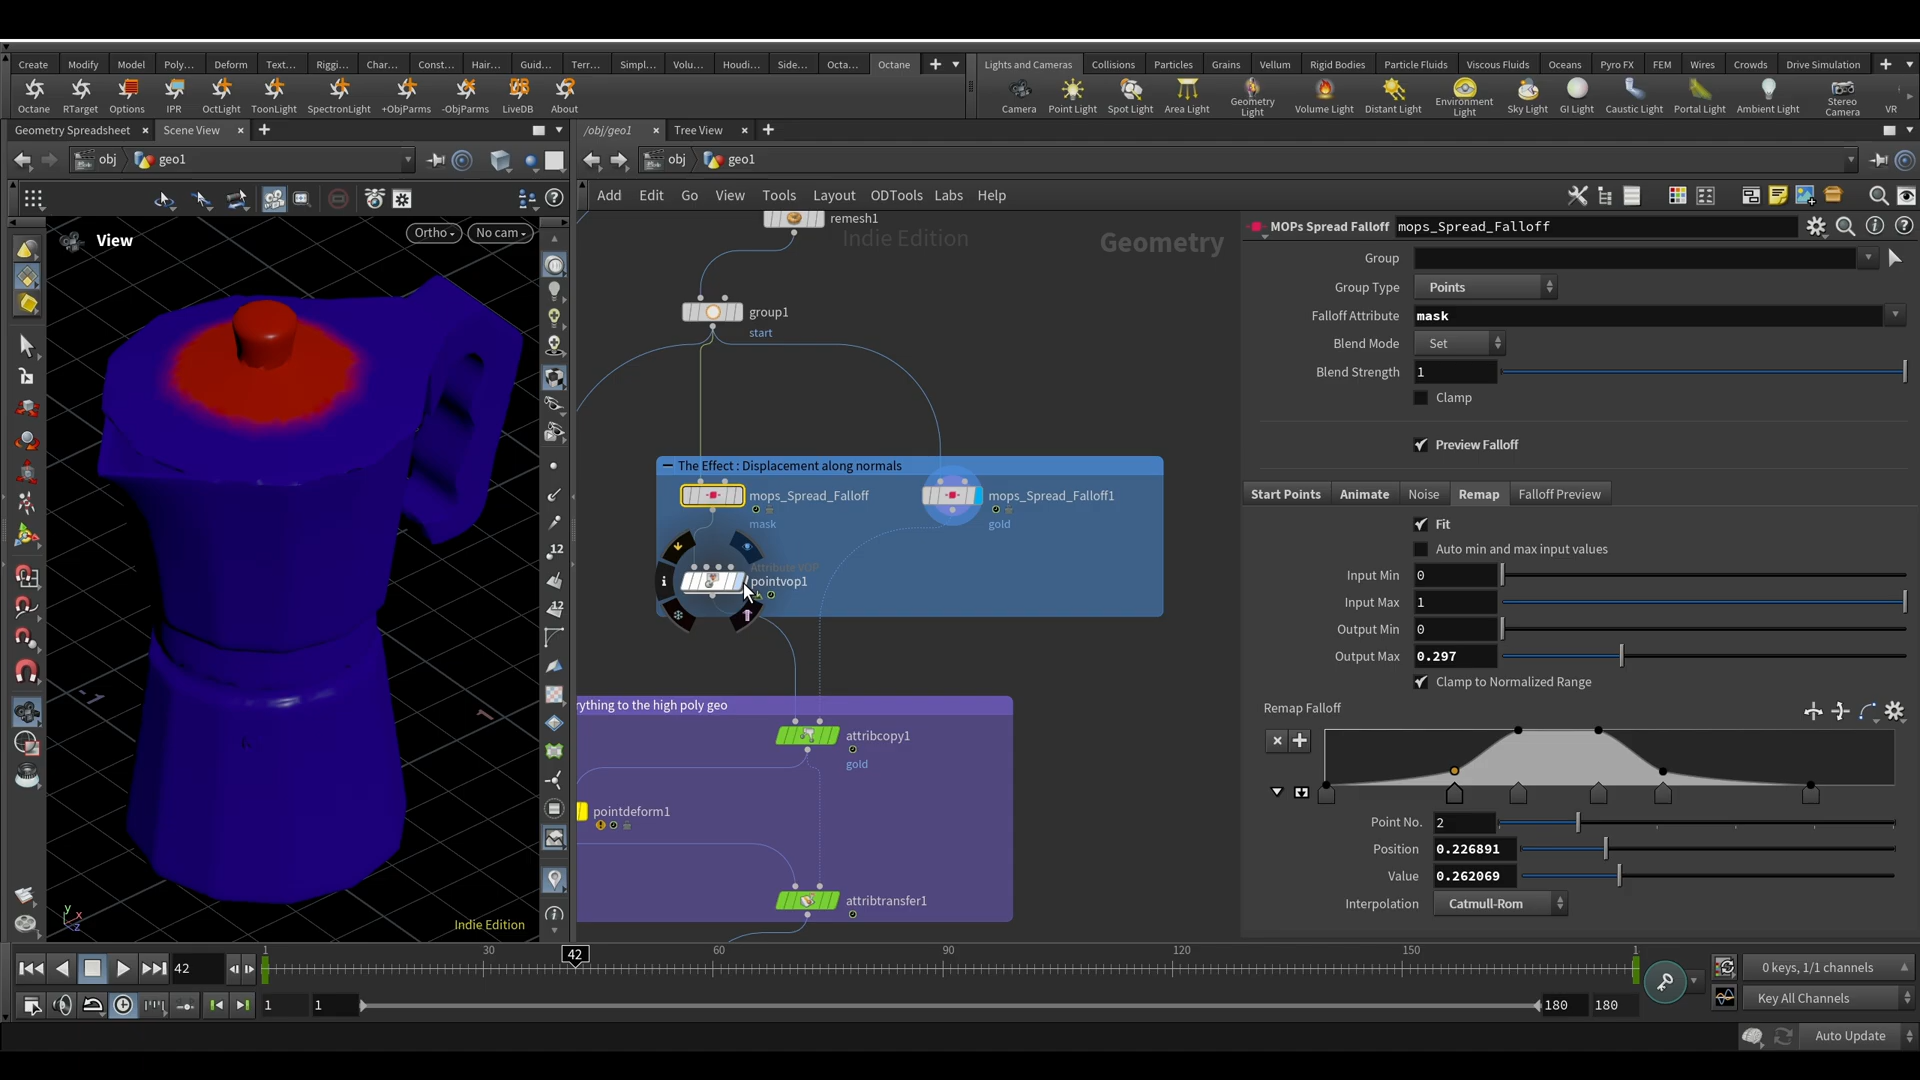 Create Modify Model Poly... Deform Text... Riggi... Char... Const... Hair... Guid... Terr... Simpl... Volu... Houdi... Side... Octa... Octane
Lights and Cameras Collisions Particles Grains Vellum Rigid Bodies Particle Fluids Viscous Fluids Oceans Pyro FX FEM Wires Crowds Drive Simulation
Octane RTarget Options IPR OctLight ToonLight SpectronLight +ObjParms -ObjParms LiveDB About
Camera Point Light Spot Light Area Light Geometry Light Volume Light Distant Light Environment Light Sky Light GI Light Caustic Light Portal Light Ambient Light Stereo Camera VR
Geometry Spreadsheet Scene View
/obj/geo1 Tree View
obj geo1
obj geo1
Add Edit Go View Tools Layout ODTools Labs Help
View
Ortho No cam
remesh1
Indie Edition
Geometry
group1
start
The Effect : Displacement along normals
mops_Spread_Falloff
mask
mops_Spread_Falloff1
gold
Attribute VOP
pointvop1
rything to the high poly geo
attribcopy1
gold
pointdeform1
attribtransfer1
Indie Edition
12
12
MOPs Spread Falloff mops_Spread_Falloff
Group
Group Type Points
Falloff Attribute mask
Blend Mode Set
Blend Strength 1
Clamp
Preview Falloff
Start Points Animate Noise Remap Falloff Preview
Fit
Auto min and max input values
Input Min 0
Input Max 1
Output Min 0
Output Max 0.297
Clamp to Normalized Range
Remap Falloff
Point No. 2
Position 0.226891
Value 0.262069
Interpolation Catmull-Rom
42
1 30 42 60 90 120 150 1
0 keys, 1/1 channels
1 1 180 180
Key All Channels
Auto Update